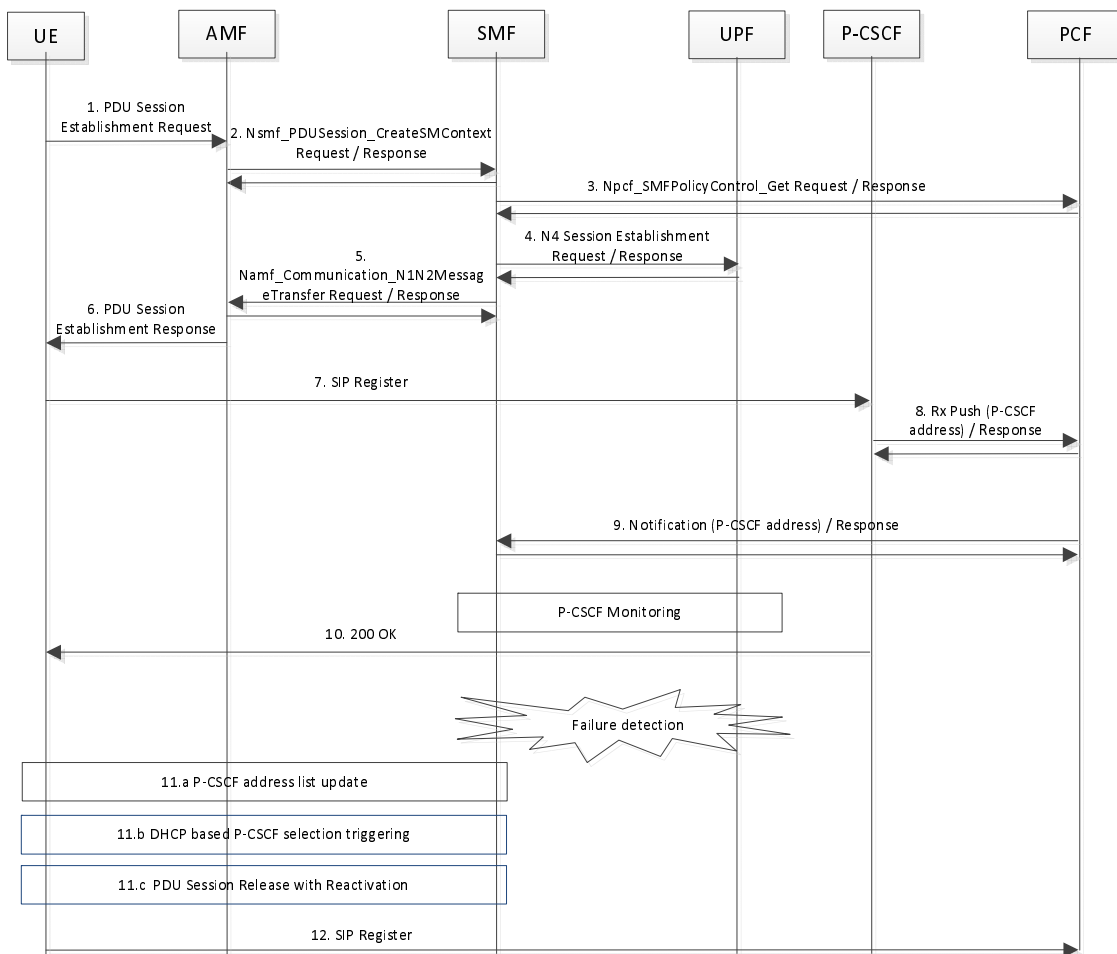 UE
AMF
SMF
UPF
P-CSCF
PCF
1. PDU Session
Establishment Request
2. Nsmf_PDUSession_CreateSMContext
Request / Response
3. Npcf_SMFPolicyControl_Get Request / Response
4. N4 Session Establishment
Request / Response
5.
Namf_Communication_N1N2Messag
eTransfer Request / Response
6. PDU Session
Establishment Response
7. SIP Register
8. Rx Push (P-CSCF
address) / Response
9. Notification (P-CSCF address) / Response
P-CSCF Monitoring
10. 200 OK
Failure detection
11.a P-CSCF address list update
11.b DHCP based P-CSCF selection triggering
11.c PDU Session Release with Reactivation
12. SIP Register